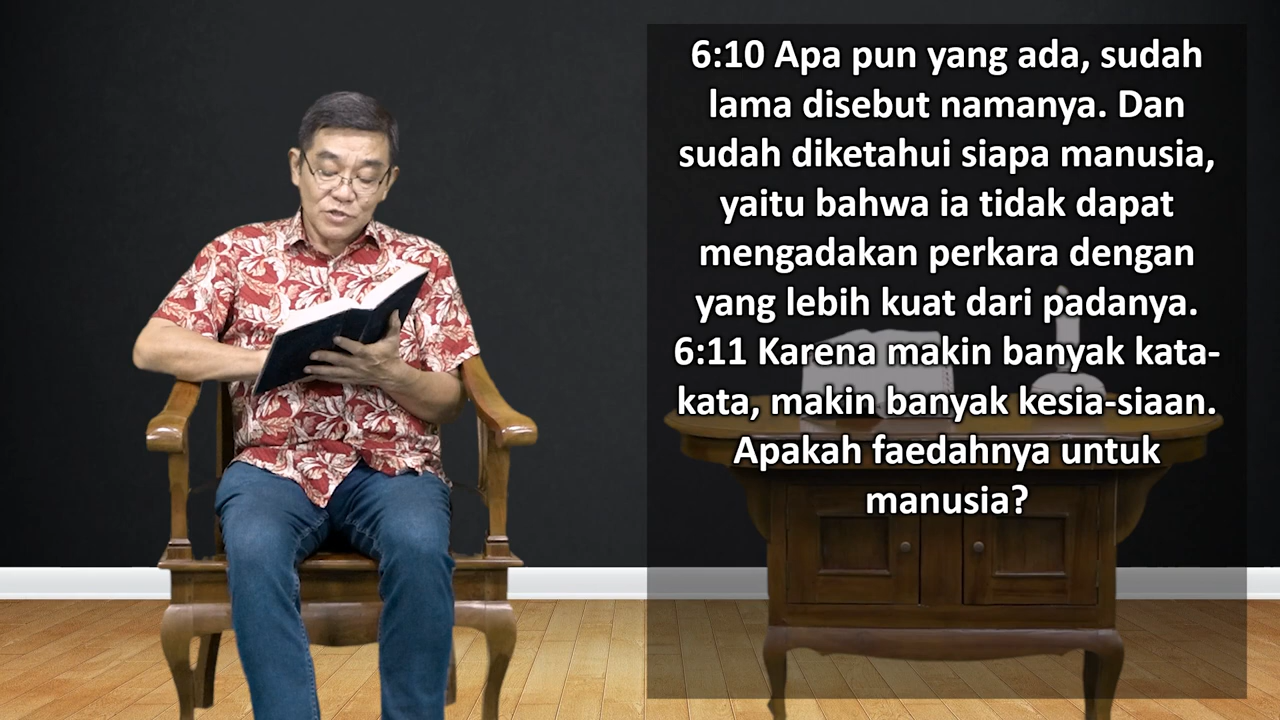 6:10 Apa pun yang ada, sudah
lama disebut namanya. Dan
sudah diketahui siapa manusia,
yaitu bahwa ia tidak dapat
mengadakan perkara dengan
yang lebih kuat dari padanya.
6:11 Karena makin banyak kata-
kata, makin banyak kesia-siaan.
Apakah faedahnya untuk
manusia?